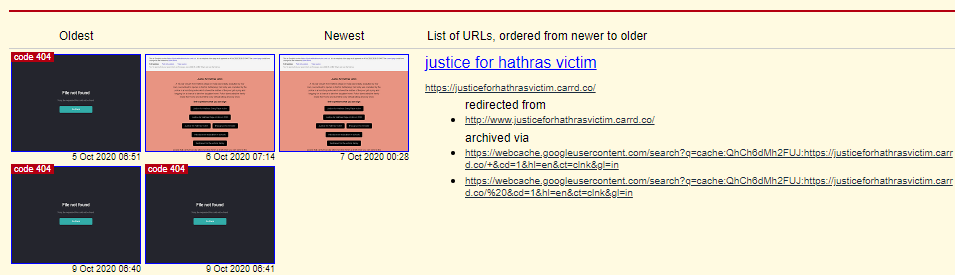 Oldest
Newest
List of URLs, ordered from newer to older
code 404
File not found
5 Oct 2020 06:51
6 Oct 2020 07:14
7 Oct 2020 00:28
justice for hathras victim
https://justiceforhathrasvictim.carrd.co/
redirected from
http://www.justiceforhathrasvictim.carrd.co/
archived via
https://webcache.googleusercontent.com/search?q=cache:QhCh6dMh2FUJ:https://justiceforhathrasvictim.carr
d.co/+&cd=1&hl=en&ct=clnk&gl=in
https://webcache.googleusercontent.com/search?q=cache:QhCh6dMh2FUJ:https://justiceforhathrasvictim.carr
d.co/%20&cd=1&hl=en&ct=clnk&gl=in
code 404
File not found
9 Oct 2020 06:40
code 404
File not found
9 Oct 2020 06:41